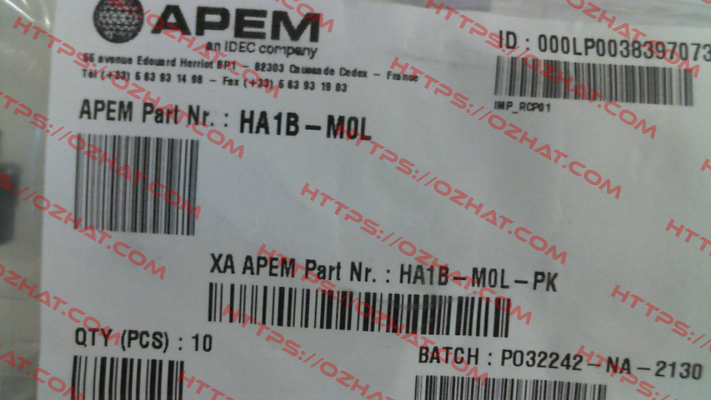 APEM
an IDEC company
55 avenue Edouard Herriot BP1 - 82303 Caussade Cedex - France
Tél (+33) 5 63 93 14 98 - Fax (+33) 5 63 93 19 03
ID : 000LP0038397073
IMP_RCP01
APEM Part Nr. : HA1B-M0L
XA APEM Part Nr. : HA1B-M0L-PK
QTY (PCS) : 10
BATCH : P032242-NA-2130
HTTPS://OZHAT.COM